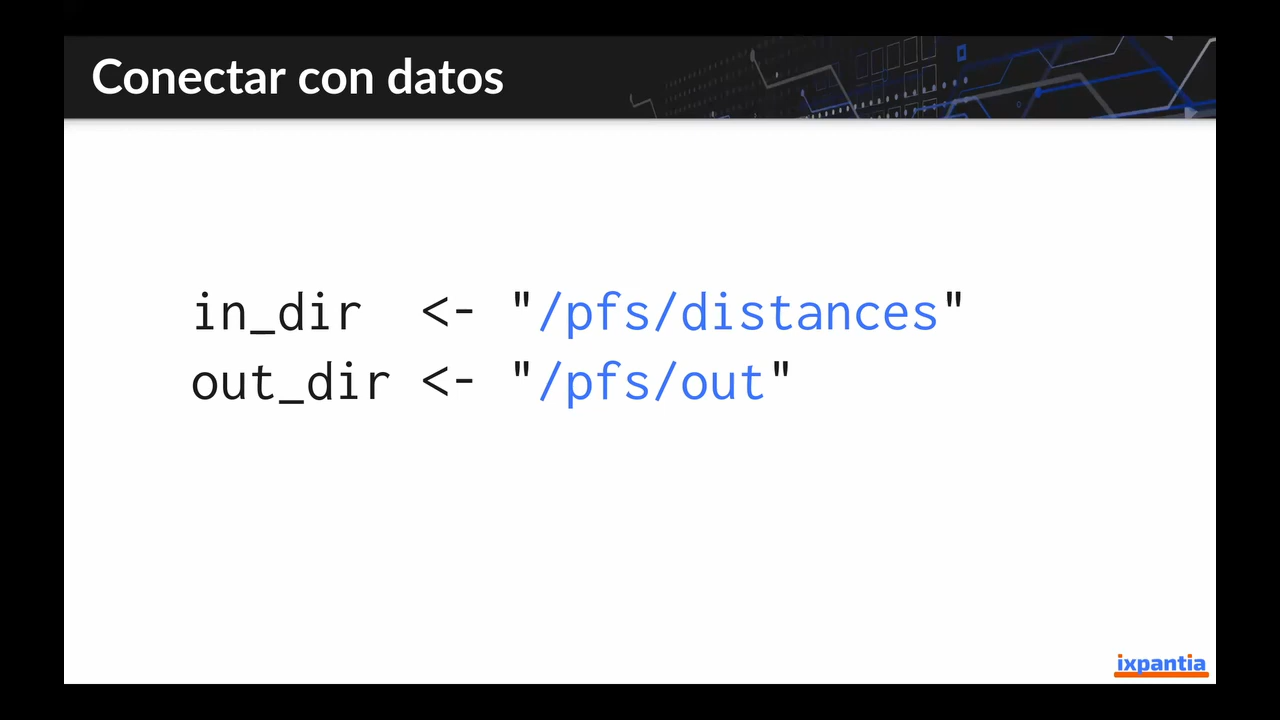 Conectar con datos
in_dir  <- "/pfs/distances"
out_dir <- "/pfs/out"
ixpantia